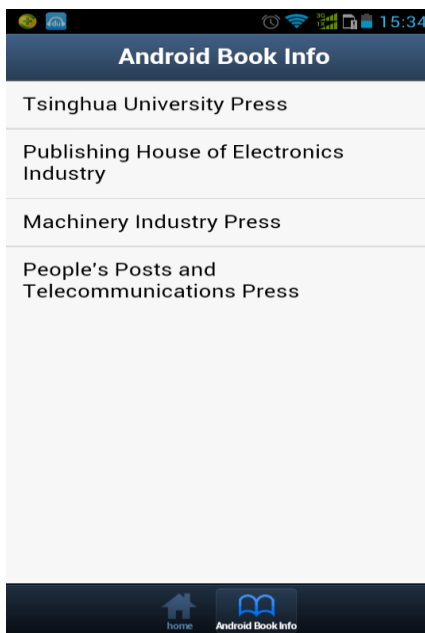 15:34
Android Book Info
Tsinghua University Press
Publishing House of Electronics
Industry
Machinery Industry Press
People's Posts and
Telecommunications Press
home
Android Book Info